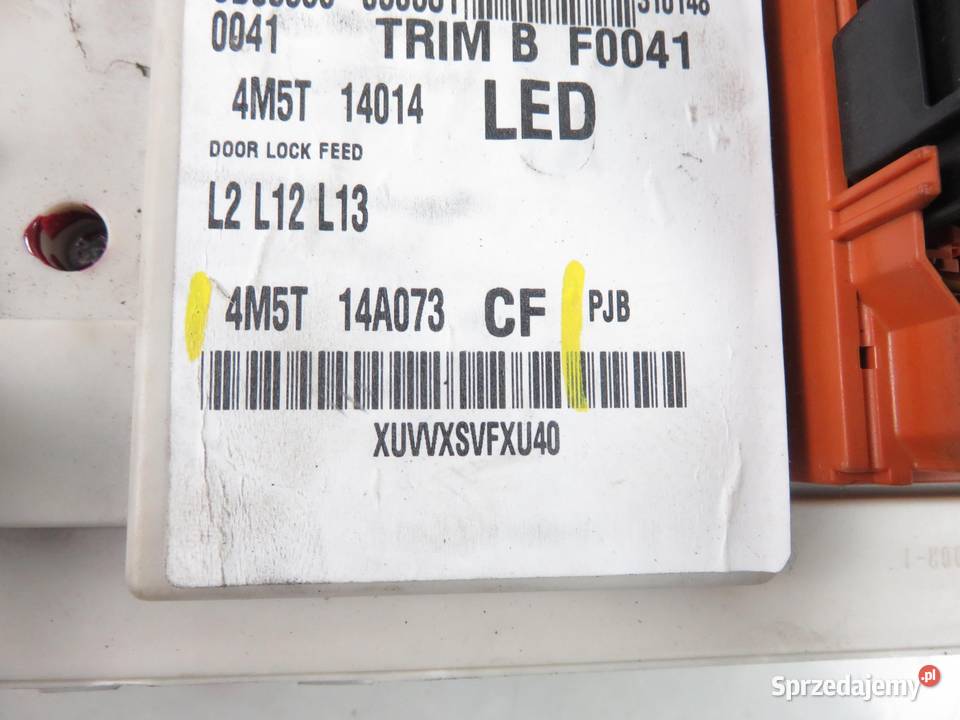 0041 TRIM B F0041
4M5T 14014 LED
DOOR LOCK FEED
L2 L12 L13
4M5T 14A073 CF PJB
XUVVXSVFXU40
Sprzedajemy.pl